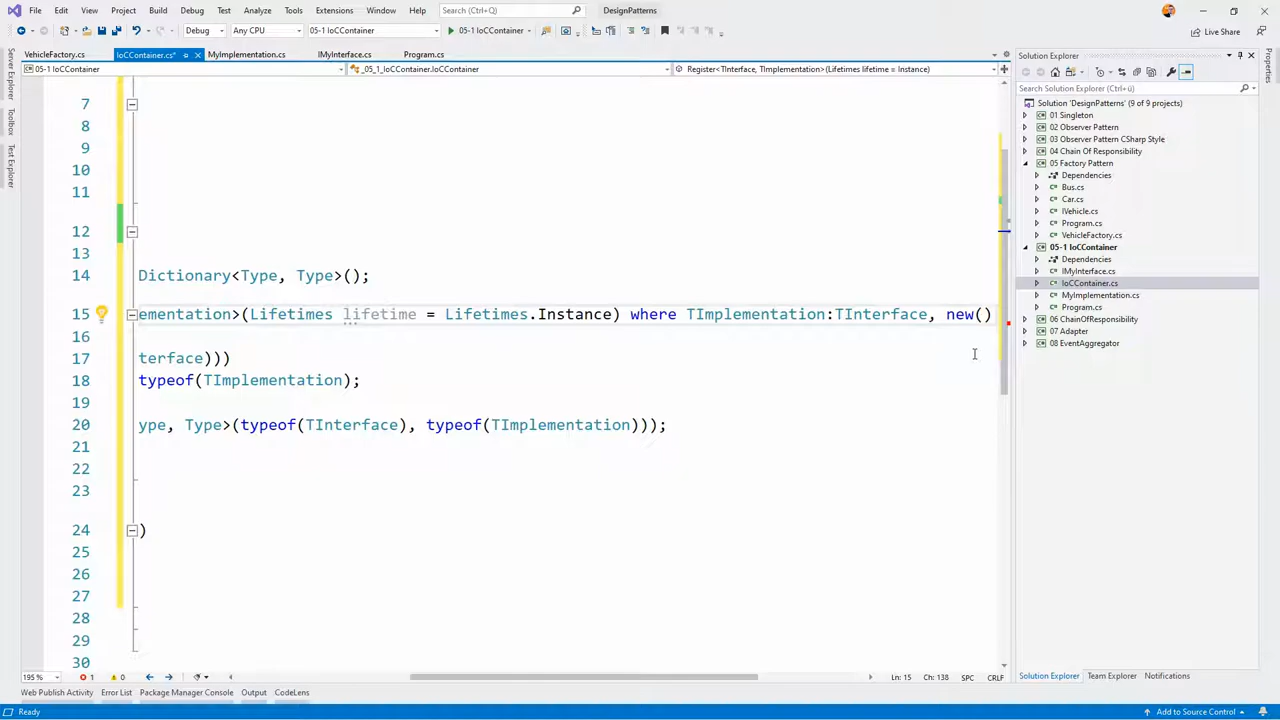 File Edit View Project Build Debug Test Analyze Tools Extensions Window Help Search (Ctrl+Q) DesignPatterns
Debug Any CPU 05-1 IoCContainer 05-1 IoCContainer Live Share
VehicleFactory.cs IoCContainer.cs* MyImplementation.cs IMyInterface.cs Program.cs
05-1 IoCContainer _05_1_IoCContainer.IoCContainer Register<TInterface, TImplementation>(Lifetimes lifetime = Instance)
Server Explorer
Toolbox
Test Explorer
7
8
9
10
11
12
13
14 Dictionary<Type, Type>();
15 ementation>(Lifetimes lifetime = Lifetimes.Instance) where TImplementation:TInterface, new()
16
17 terface)))
18 typeof(TImplementation);
19
20 ype, Type>(typeof(TInterface), typeof(TImplementation)));
21
22
23
24 )
25
26
27
28
29
30
195 % 1 0 Ln: 15 Ch: 138 SPC CRLF
Web Publish Activity Error List Package Manager Console Output CodeLens
Ready Add to Source Control
Solution Explorer
Search Solution Explorer (Ctrl+ü)
Solution 'DesignPatterns' (9 of 9 projects)
01 Singleton
02 Observer Pattern
03 Observer Pattern CSharp Style
04 Chain Of Responsibility
05 Factory Pattern
Dependencies
Bus.cs
Car.cs
IVehicle.cs
Program.cs
VehicleFactory.cs
05-1 IoCContainer
Dependencies
IMyInterface.cs
IoCContainer.cs
MyImplementation.cs
Program.cs
06 ChainOfResponsibility
07 Adapter
08 EventAggregator
Solution Explorer Team Explorer Notifications
Properties